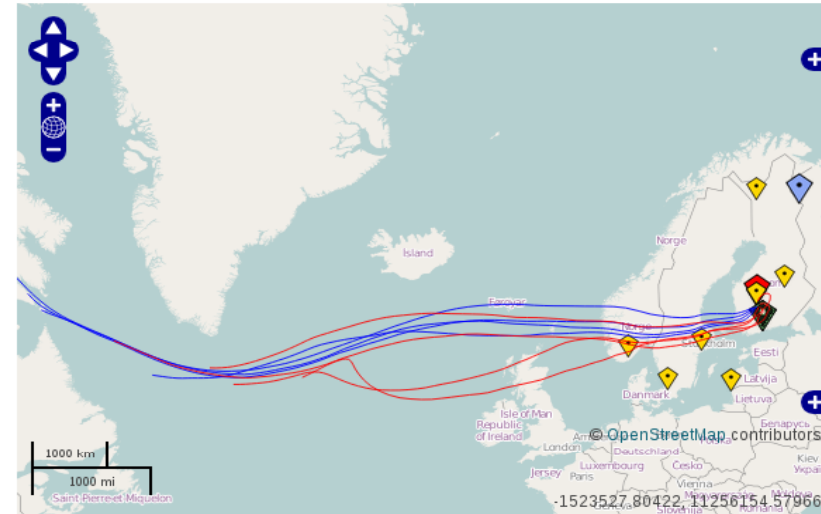 Island
Norge
Føroyar
Norge
Stockholm
Eesti
Latvija
Danmark
Lietuva
Isle of Man
Republic
of Ireland
Беларусь
London
© OpenStreetMap contributors
1000 km
Deutschland
Kiev
Luxembourg
Česko
Україна
1000 mi
Jersey
Paris
Vienna
Saint-Pierre-et-Miquelon
-1523527.80422, 11256154.57966
Slovenija
România